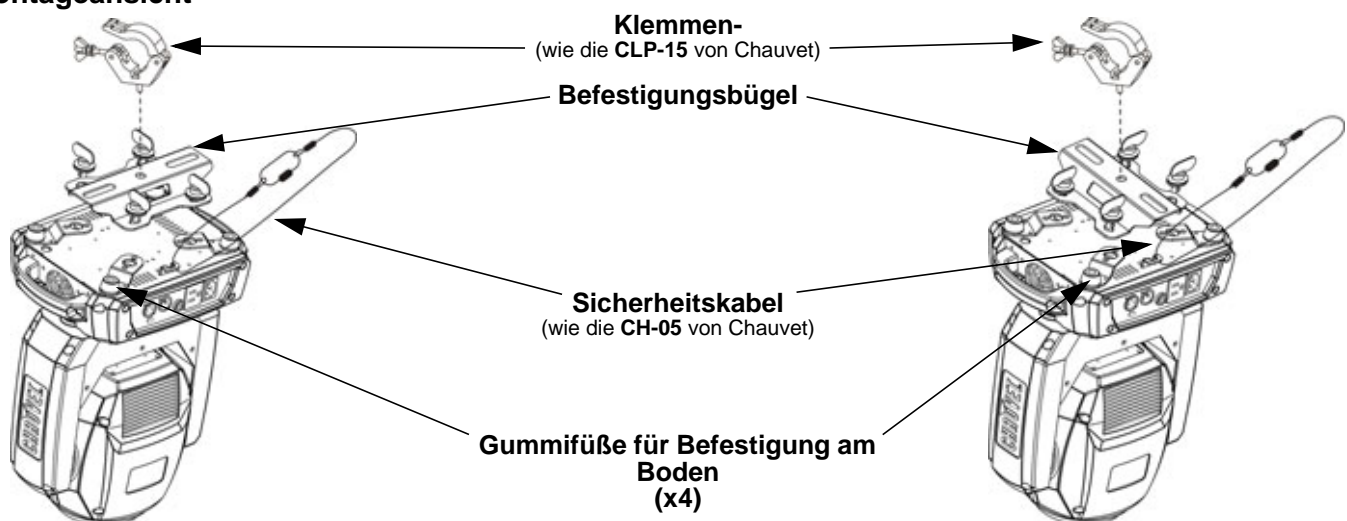 Klemmen-
(wie die CLP-15 von Chauvet)
Befestigungsbügel
Sicherheitskabel
(wie die CH-05 von Chauvet)
Gummifüße für Befestigung am
Boden
(x4)